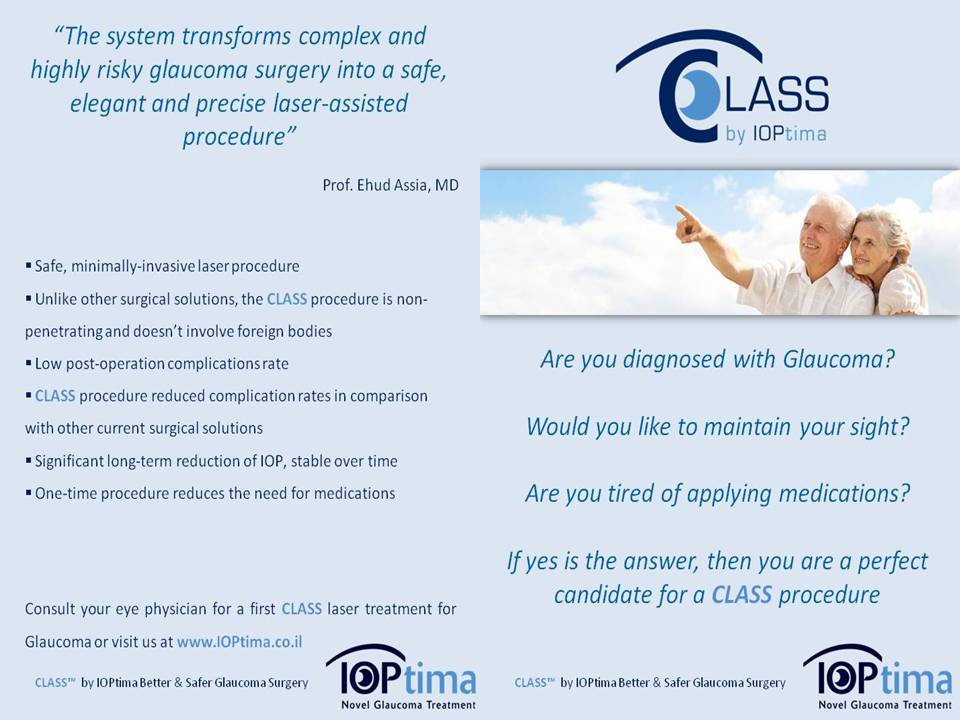 “The system transforms complex and
highly risky glaucoma surgery into a safe,
elegant and precise laser-assisted
procedure”
Prof. Ehud Assia, MD
▪ Safe, minimally-invasive laser procedure
▪ Unlike other surgical solutions, the CLASS procedure is non-
penetrating and doesn’t involve foreign bodies
▪ Low post-operation complications rate
▪ CLASS procedure reduced complication rates in comparison
with other current surgical solutions
▪ Significant long-term reduction of IOP, stable over time
▪ One-time procedure reduces the need for medications
Consult your eye physician for a first CLASS laser treatment for
Glaucoma or visit us at www.IOPtima.co.il
CLASS™ by IOPtima Better & Safer Glaucoma Surgery
IOPtima
Novel Glaucoma Treatment
CLASS
by IOPtima
Are you diagnosed with Glaucoma?
Would you like to maintain your sight?
Are you tired of applying medications?
If yes is the answer, then you are a perfect
candidate for a CLASS procedure
CLASS™ by IOPtima Better & Safer Glaucoma Surgery
IOPtima
Novel Glaucoma Treatment